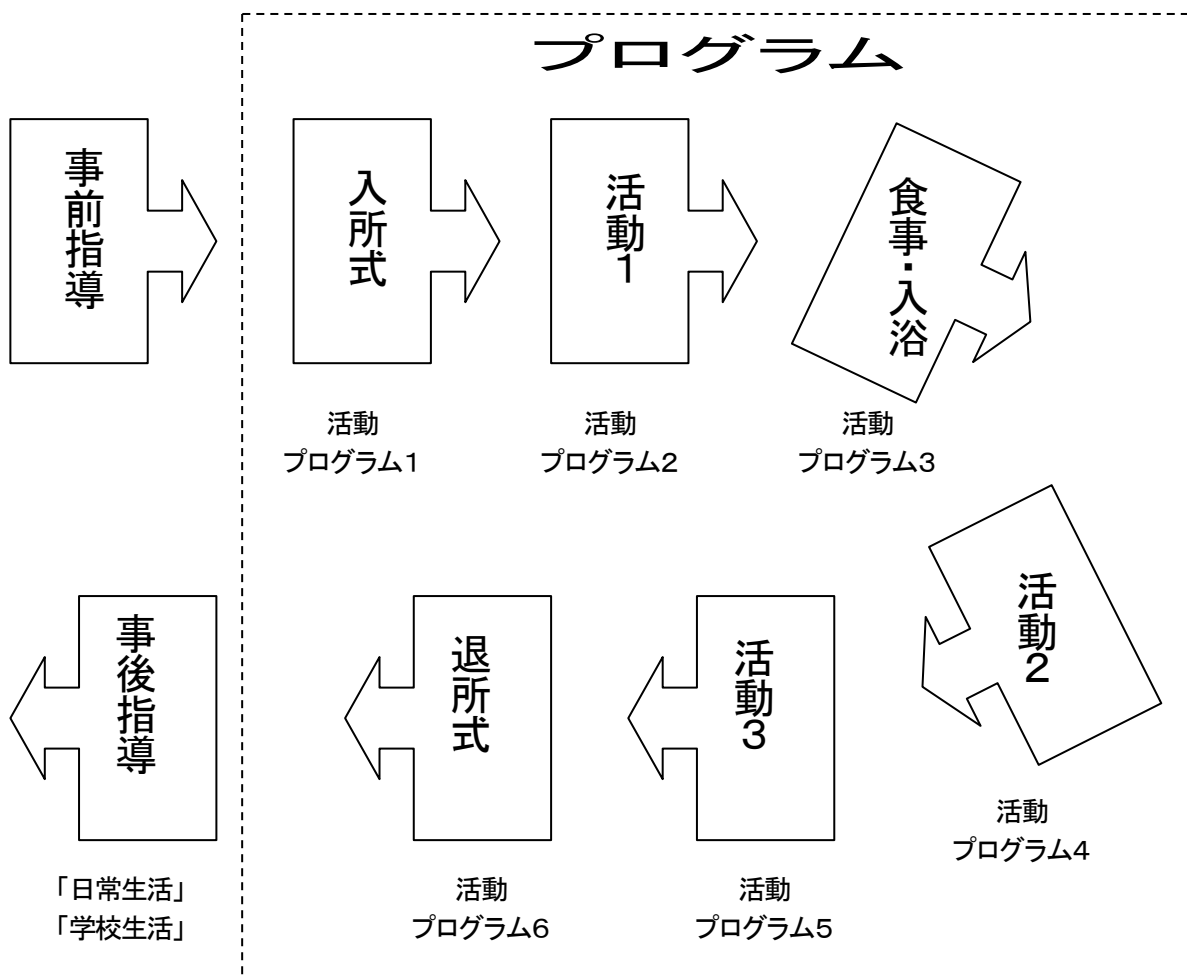 プログラム
事前指導
入所式
活動1
食事・入浴
活動
プログラム1
活動
プログラム2
活動
プログラム3
活動2
活動
プログラム4
活動3
活動
プログラム5
退所式
活動
プログラム6
事後指導
「日常生活」
「学校生活」